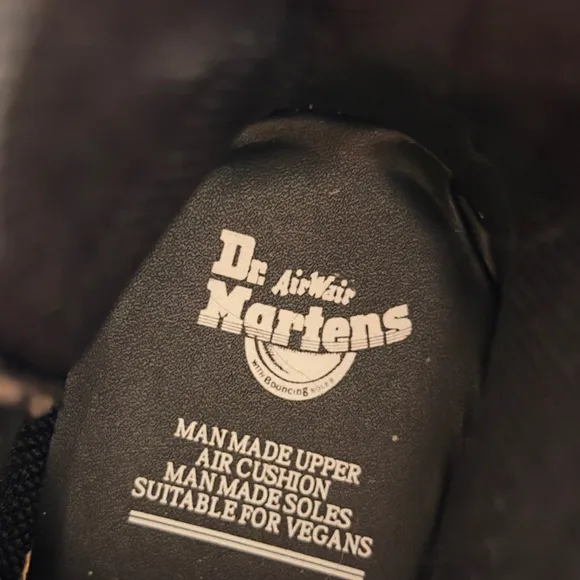 Dr. AirWair
Martens
WITH Bouncing SOLES
MAN MADE UPPER
AIR CUSHION
MAN MADE SOLES
SUITABLE FOR VEGANS